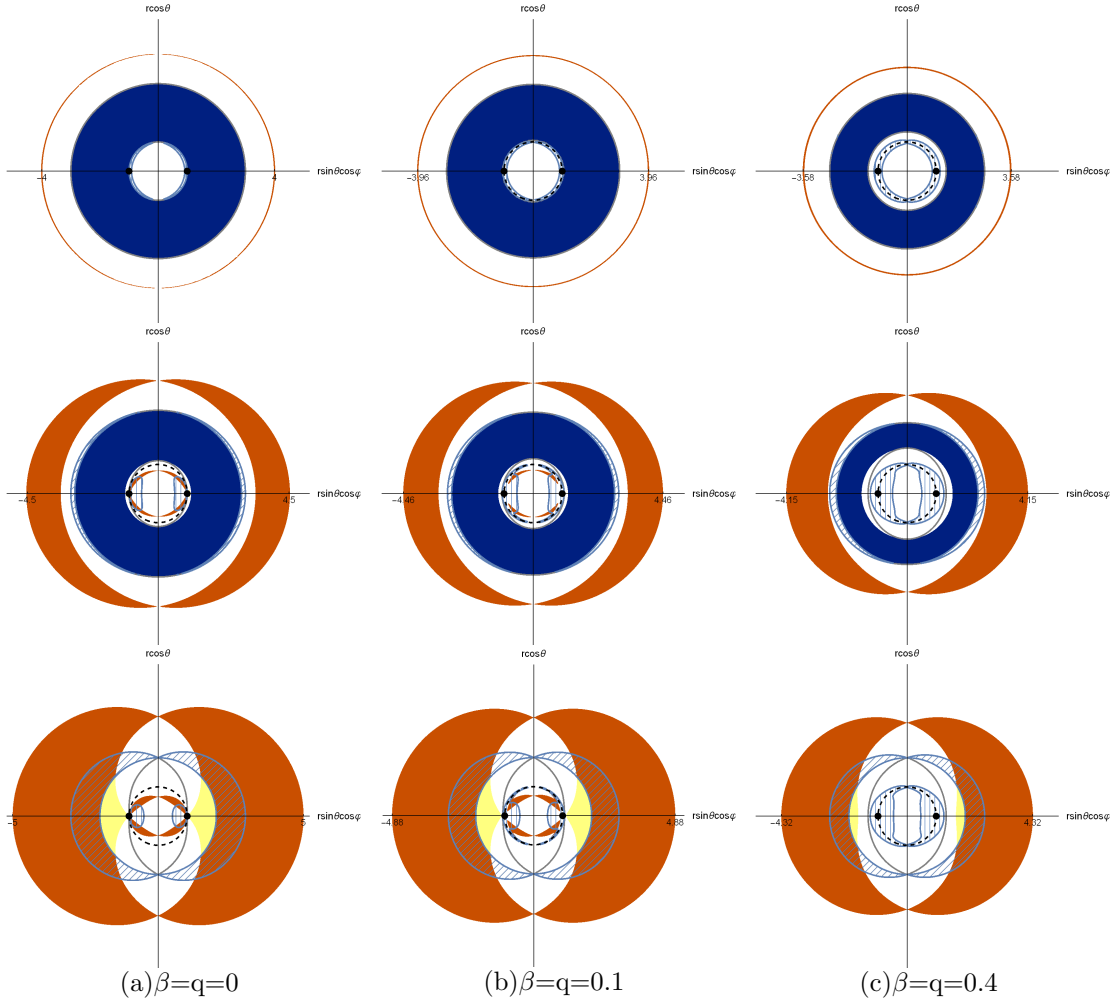 rcosθ rcosθ rcosθ
rsinθcosφ rsinθcosφ rsinθcosφ
-4 4 -3.96 3.96 -3.58 3.58
rcosθ rcosθ rcosθ
rsinθcosφ rsinθcosφ rsinθcosφ
-4.5 4.5 -4.46 4.46 -4.15 4.15
rcosθ rcosθ rcosθ
rsinθcosφ rsinθcosφ rsinθcosφ
-5 5 -4.88 4.88 -4.32 4.32
(a)β=q=0 (b)β=q=0.1 (c)β=q=0.4